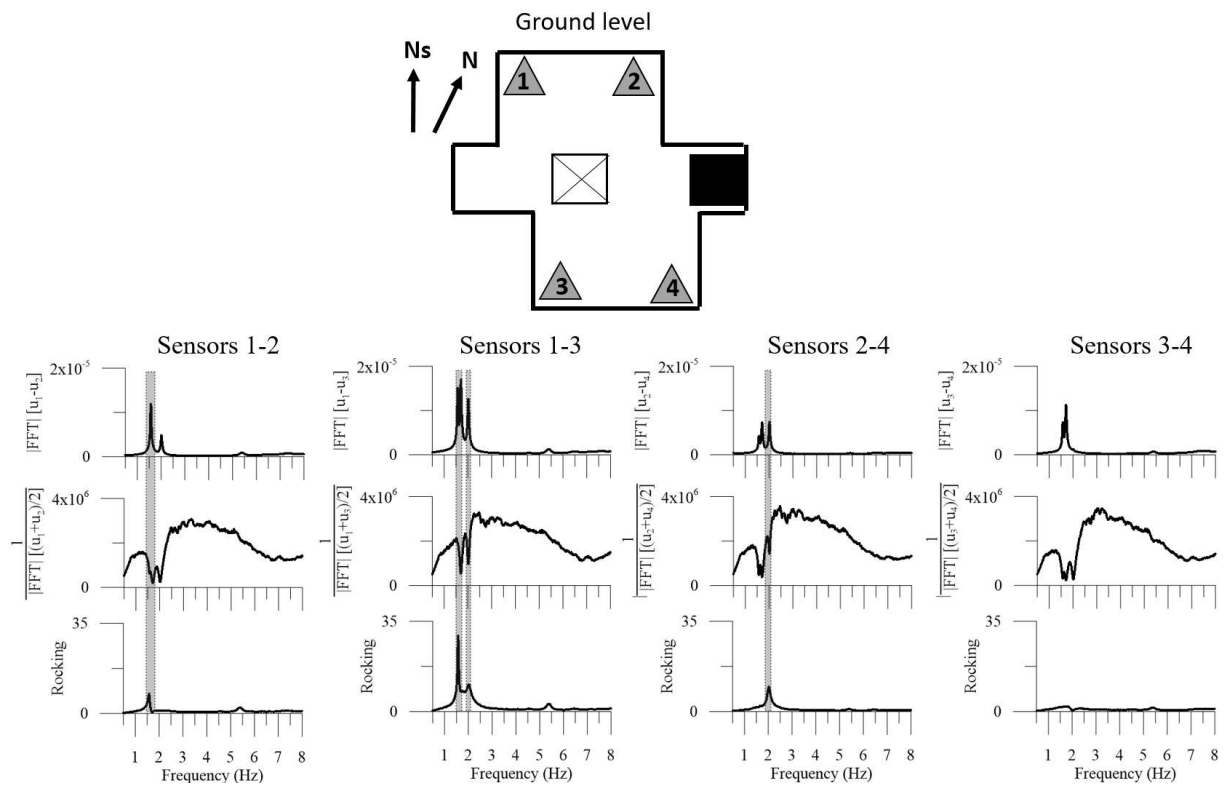 Ground level
Ns
N
1
2
3
4
Sensors 1-2
Sensors 1-3
Sensors 2-4
Sensors 3-4
2x10⁻⁵
0
|FFT| [u₁-u₂]
2x10⁻⁵
0
|FFT| [u₁-u₃]
2x10⁻⁵
0
|FFT| [u₂-u₄]
2x10⁻⁵
0
|FFT| [u₃-u₄]
4x10⁶
0
1
|FFT| [(u₁+u₂)/2]
4x10⁶
0
1
|FFT| [(u₁+u₃)/2]
4x10⁶
0
1
|FFT| [(u₂+u₄)/2]
4x10⁶
0
1
|FFT| [(u₃+u₄)/2]
35
0
Rocking
35
0
Rocking
35
0
Rocking
35
0
Rocking
1 2 3 4 5 6 7 8
1 2 3 4 5 6 7 8
1 2 3 4 5 6 7 8
1 2 3 4 5 6 7 8
Frequency (Hz)
Frequency (Hz)
Frequency (Hz)
Frequency (Hz)